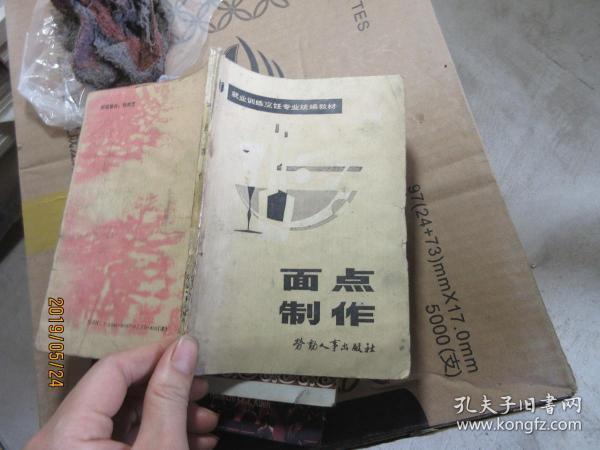 就业训练烹饪专业统编教材
面点
制作
劳动人事出版社
97(24+73)mmX17.0mm
5000(支)
TES
2019/05/24
孔夫子旧书网
www.kongfz.com